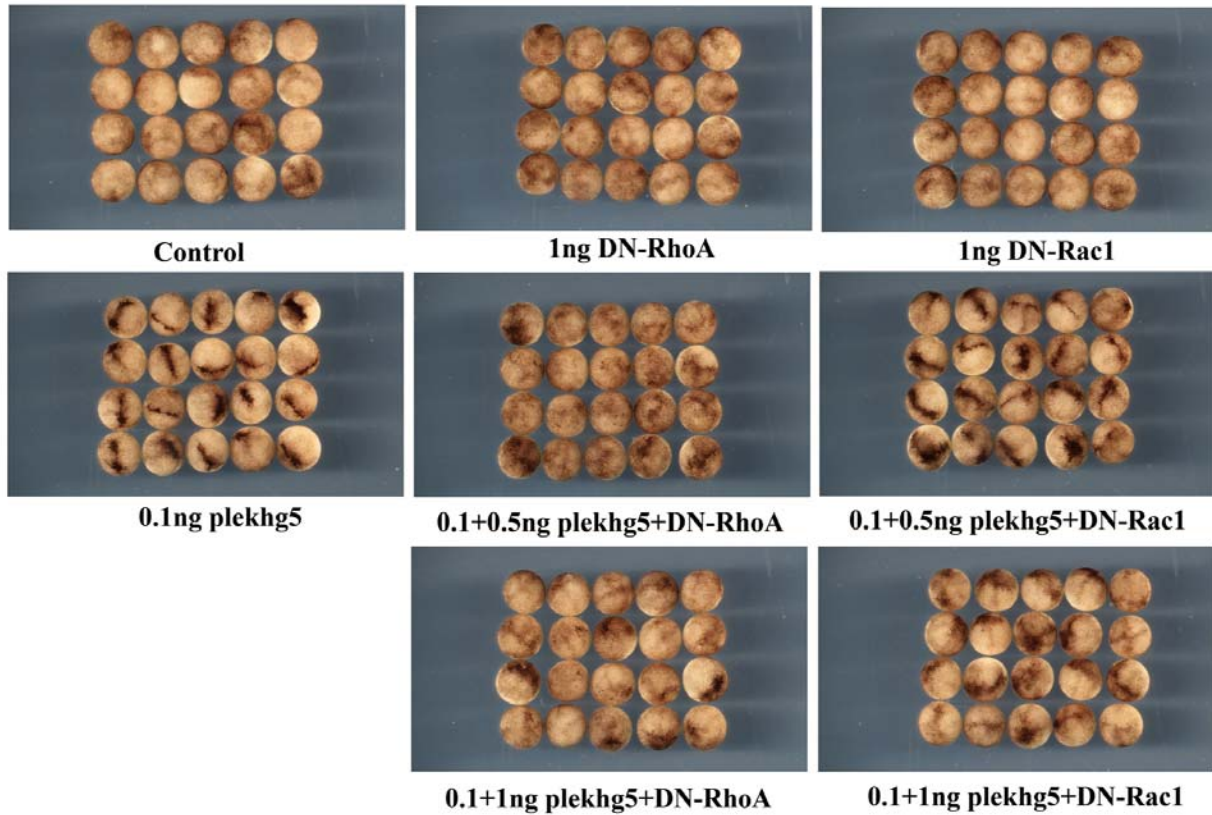 Control
1ng DN-RhoA
1ng DN-Rac1
0.1ng plekhg5
0.1+0.5ng plekhg5+DN-RhoA
0.1+0.5ng plekhg5+DN-Rac1
0.1+1ng plekhg5+DN-RhoA
0.1+1ng plekhg5+DN-Rac1